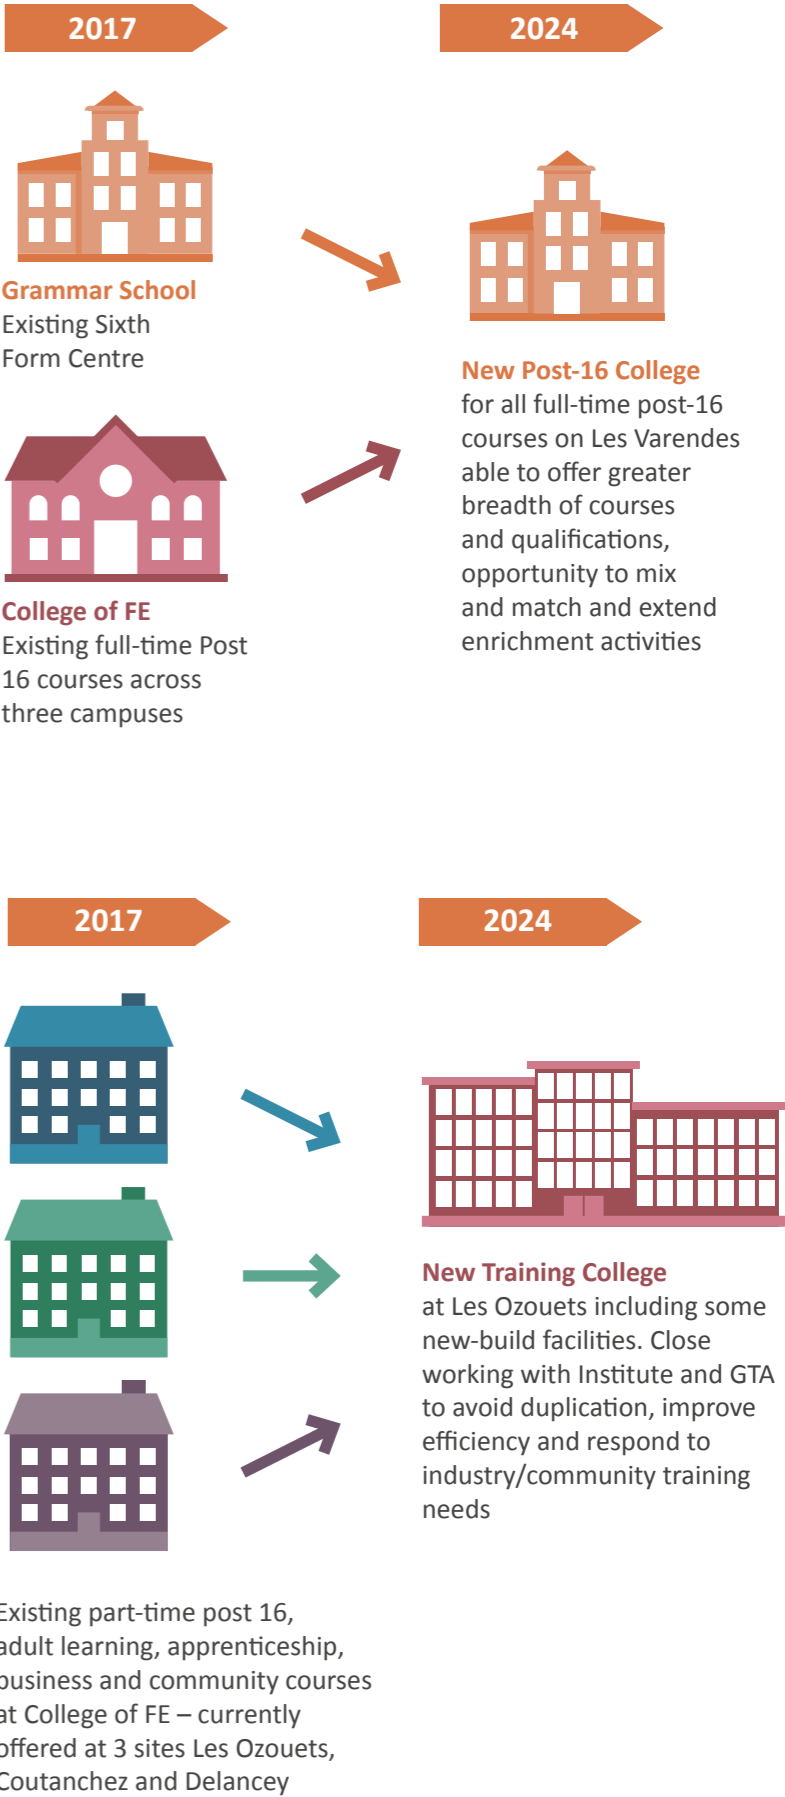 2017
2024
Grammar School
Existing Sixth
Form Centre
College of FE
Existing full-time Post
16 courses across
three campuses
New Post-16 College
for all full-time post-16
courses on Les Varendes
able to offer greater
breadth of courses
and qualifications,
opportunity to mix
and match and extend
enrichment activities
2017
2024
New Training College
at Les Ozouets including some
new-build facilities. Close
working with Institute and GTA
to avoid duplication, improve
efficiency and respond to
industry/community training
needs
Existing part-time post 16,
adult learning, apprenticeship,
business and community courses
at College of FE – currently
offered at 3 sites Les Ozouets,
Coutanchez and Delancey